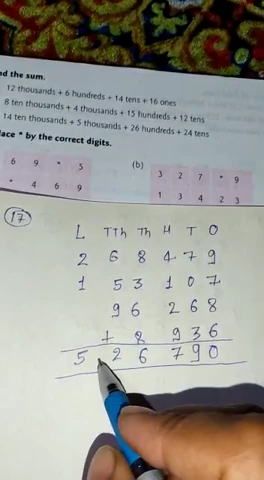 nd the sum.
12 thousands + 6 hundreds + 14 tens + 16 ones
8 ten thousands + 4 thousands + 15 hundreds + 12 tens
14 ten thousands + 5 thousands + 26 hundreds + 24 tens
lace * by the correct digits.
6 9 * 5 (b) 3 2 7 * 9
* 4 6 9 1 3 4 2 3
17 L TTh Th H T O
2 6 8 4 7 9
1 5 3 1 0 7
9 6 2 6 8
+ 8 9 3 6
5 2 6 7 9 0